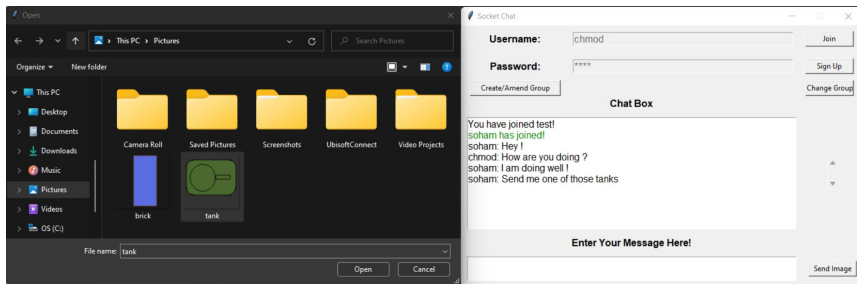 Open
This PC > Pictures
Search Pictures
Organize
New folder
This PC
Desktop
Documents
Downloads
Music
Pictures
Videos
OS (C:)
Camera Roll
Saved Pictures
Screenshots
UbisoftConnect
Video Projects
brick
tank
File name: tank
Open
Cancel
Socket Chat
Username: chmod Join
Password: **** Sign Up
Create/Amend Group
Change Group
Chat Box
You have joined test!
soham has joined!
soham: Hey !
chmod: How are you doing ?
soham: I am doing well !
soham: Send me one of those tanks
Enter Your Message Here!
Send Image